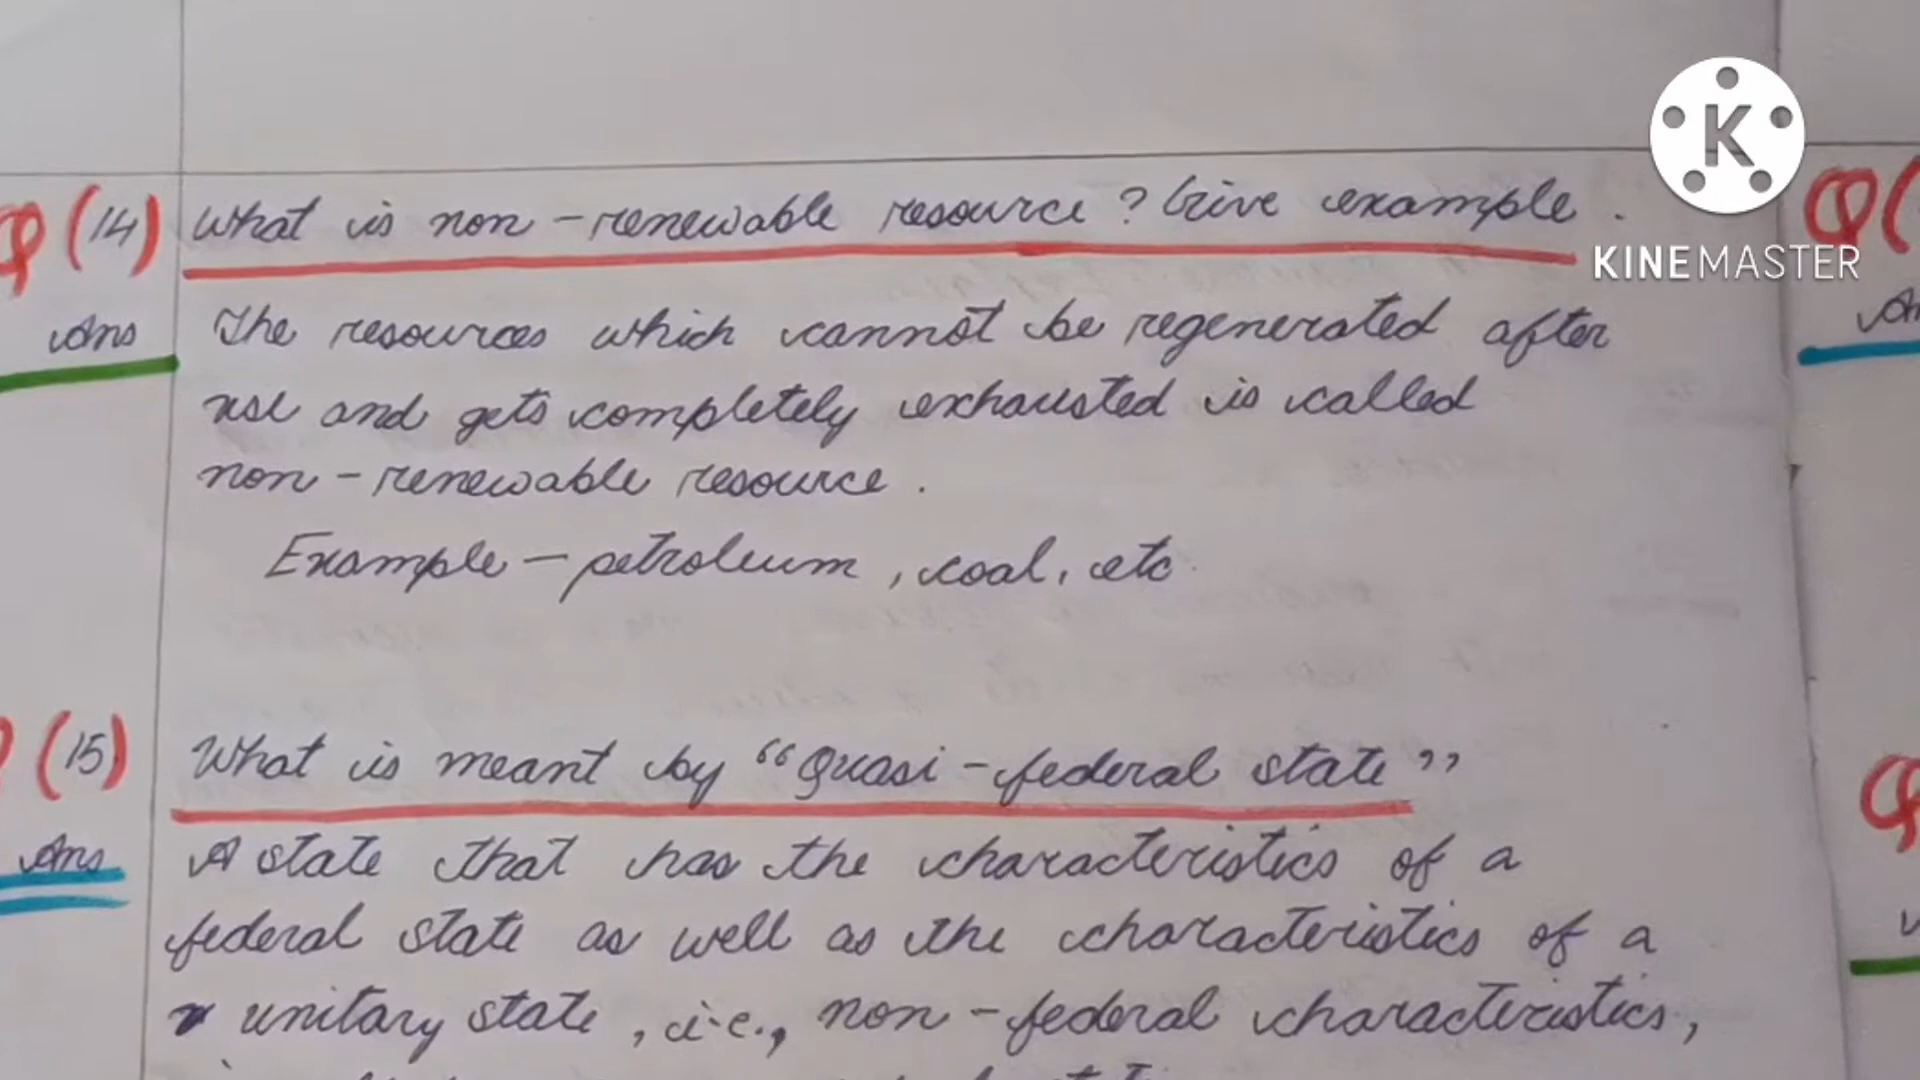 Q (14) What is non-renewable resource? Give example.
Ans The resources which cannot be regenerated after
use and gets completely exhausted is called
non-renewable resource.
Example - petroleum, coal, etc.
(15) What is meant by "Quasi-federal state"
Ans A state that has the characteristics of a
federal state as well as the characteristics of a
unitary state, i.e., non-federal characteristics,
K
KINEMASTER
Q(